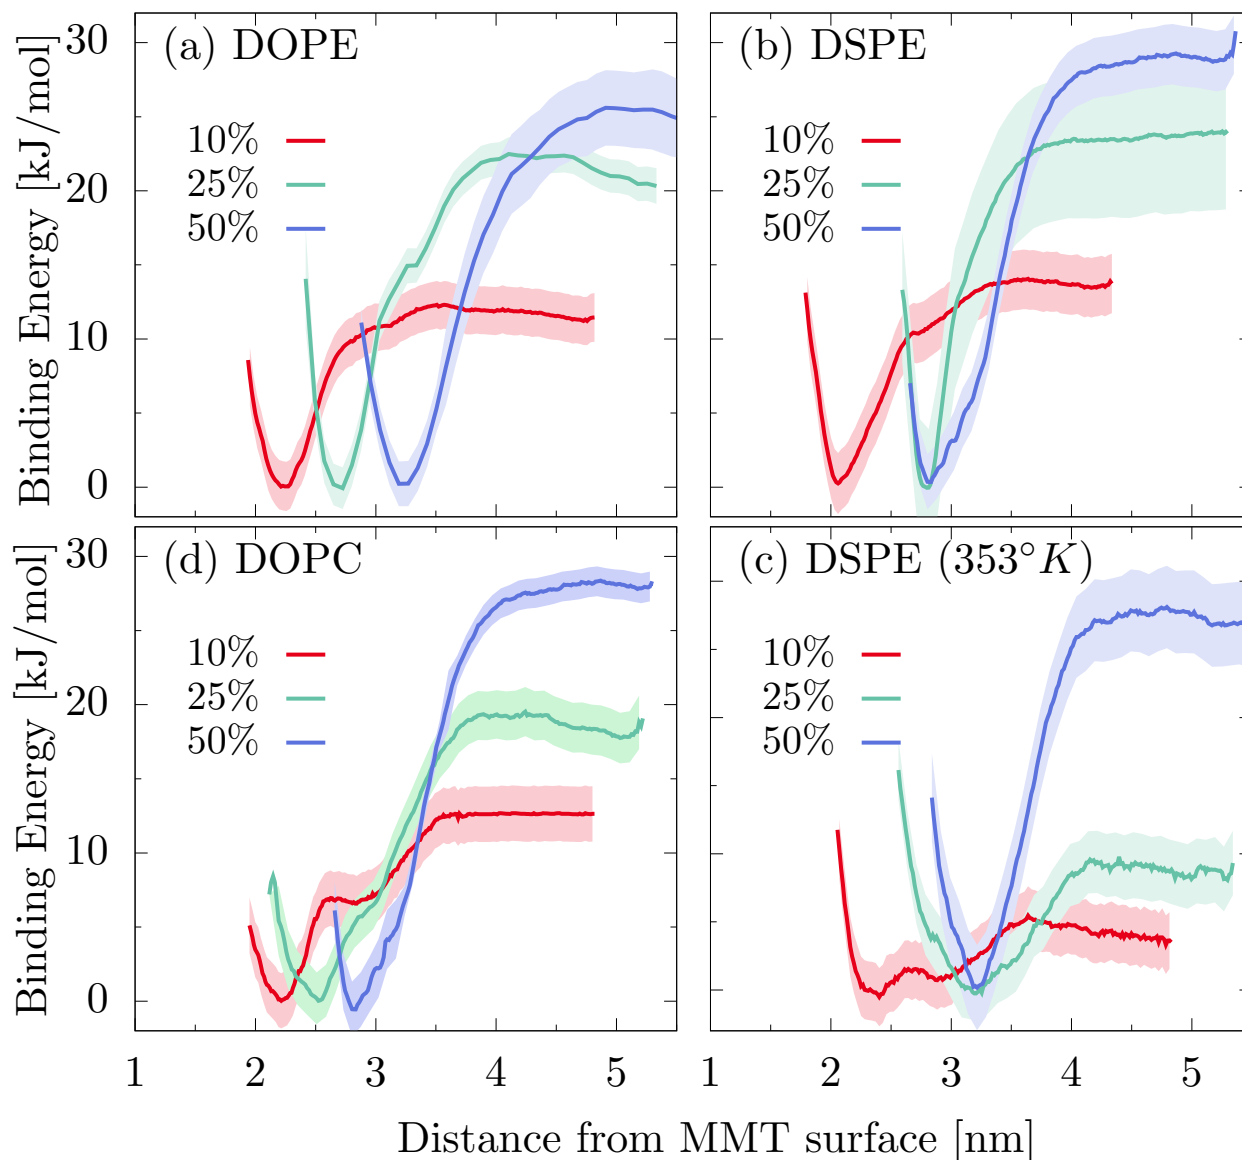 (a) DOPE
10%
25%
50%
30
20
10
0
Binding Energy [kJ/mol]
(b) DSPE
10%
25%
50%
(d) DOPC
10%
25%
50%
30
20
10
0
Binding Energy [kJ/mol]
1 2 3 4 5
(c) DSPE (353°K)
10%
25%
50%
1 2 3 4 5
Distance from MMT surface [nm]